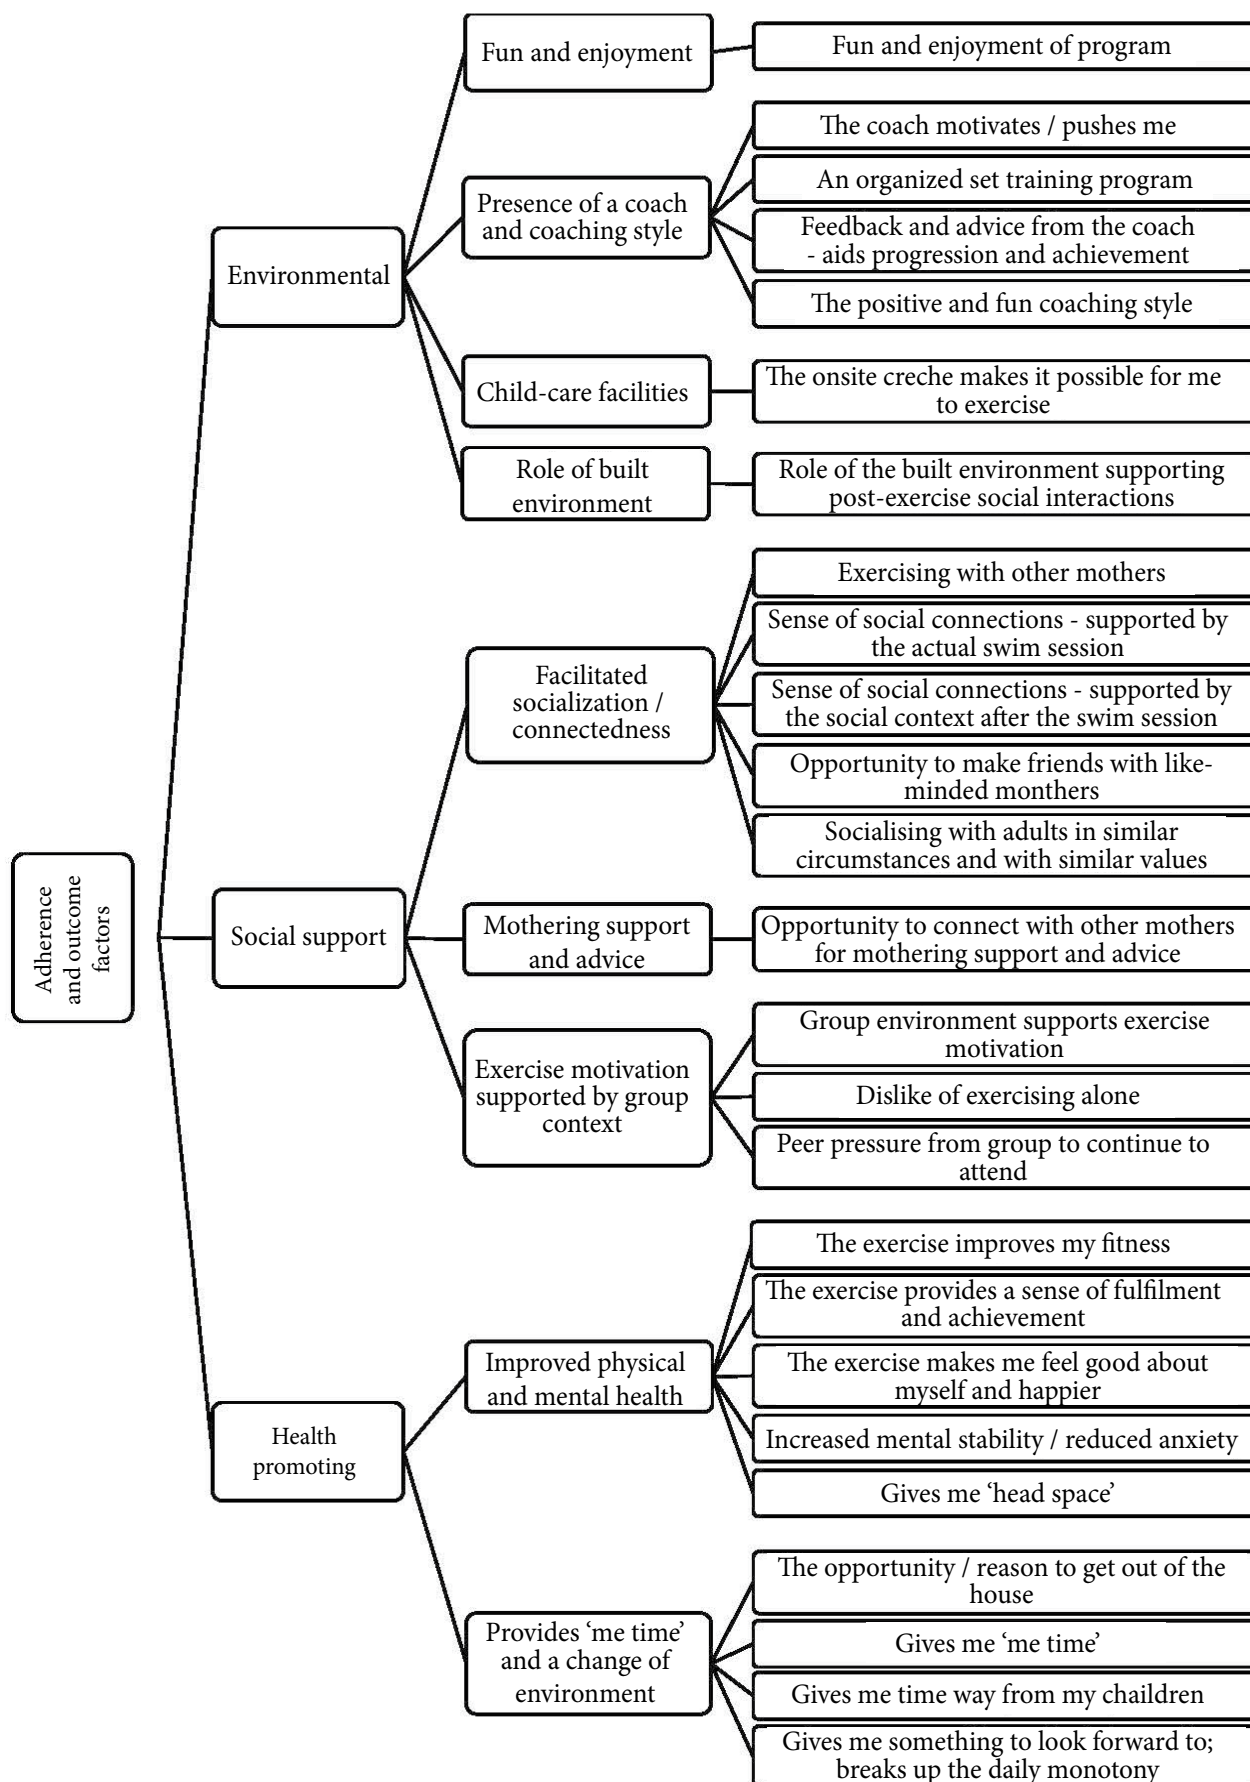 Adherence
and outcome
factors
Environmental
Fun and enjoyment
Fun and enjoyment of program
Presence of a coach
and coaching style
The coach motivates / pushes me
An organized set training program
Feedback and advice from the coach
- aids progression and achievement
The positive and fun coaching style
Child-care facilities
The onsite creche makes it possible for me
to exercise
Role of built
environment
Role of the built environment supporting
post-exercise social interactions
Social support
Facilitated
socialization /
connectedness
Exercising with other mothers
Sense of social connections - supported by
the actual swim session
Sense of social connections - supported by
the social context after the swim session
Opportunity to make friends with like-
minded monthers
Socialising with adults in similar
circumstances and with similar values
Mothering support
and advice
Opportunity to connect with other mothers
for mothering support and advice
Exercise motivation
supported by group
context
Group environment supports exercise
motivation
Dislike of exercising alone
Peer pressure from group to continue to
attend
Health
promoting
Improved physical
and mental health
The exercise improves my fitness
The exercise provides a sense of fulfilment
and achievement
The exercise makes me feel good about
myself and happier
Increased mental stability / reduced anxiety
Gives me ‘head space’
Provides ‘me time’
and a change of
environment
The opportunity / reason to get out of the
house
Gives me ‘me time’
Gives me time way from my chaildren
Gives me something to look forward to;
breaks up the daily monotony